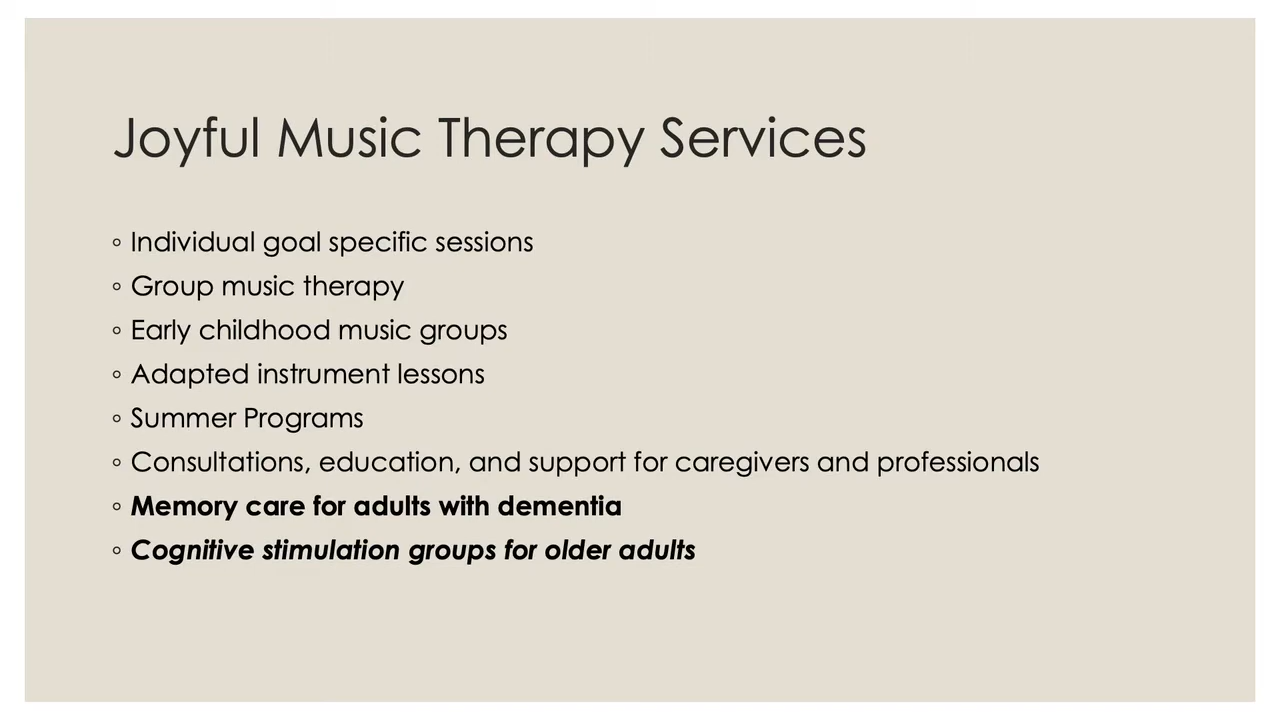 Joyful Music Therapy Services
◦ Individual goal specific sessions
◦ Group music therapy
◦ Early childhood music groups
◦ Adapted instrument lessons
◦ Summer Programs
◦ Consultations, education, and support for caregivers and professionals
◦ Memory care for adults with dementia
◦ Cognitive stimulation groups for older adults